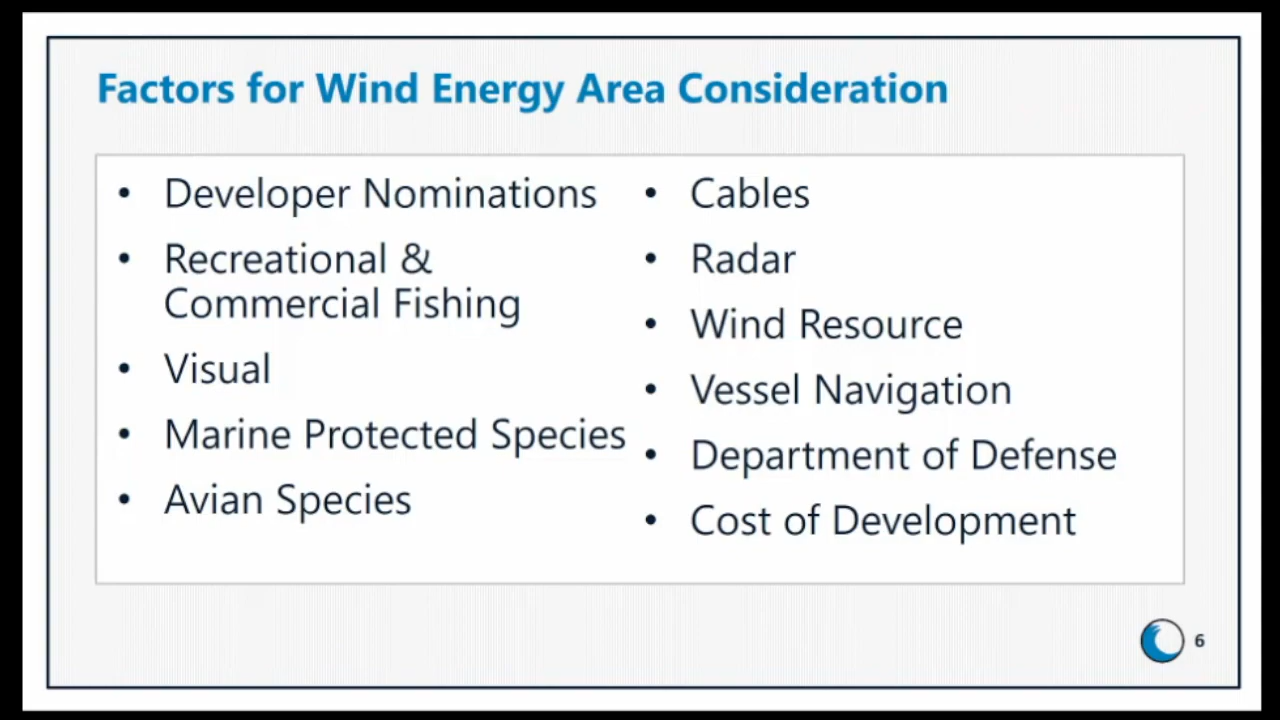 Factors for Wind Energy Area Consideration
• Developer Nominations
• Recreational &
Commercial Fishing
• Visual
• Marine Protected Species
• Avian Species
• Cables
• Radar
• Wind Resource
• Vessel Navigation
• Department of Defense
• Cost of Development
6